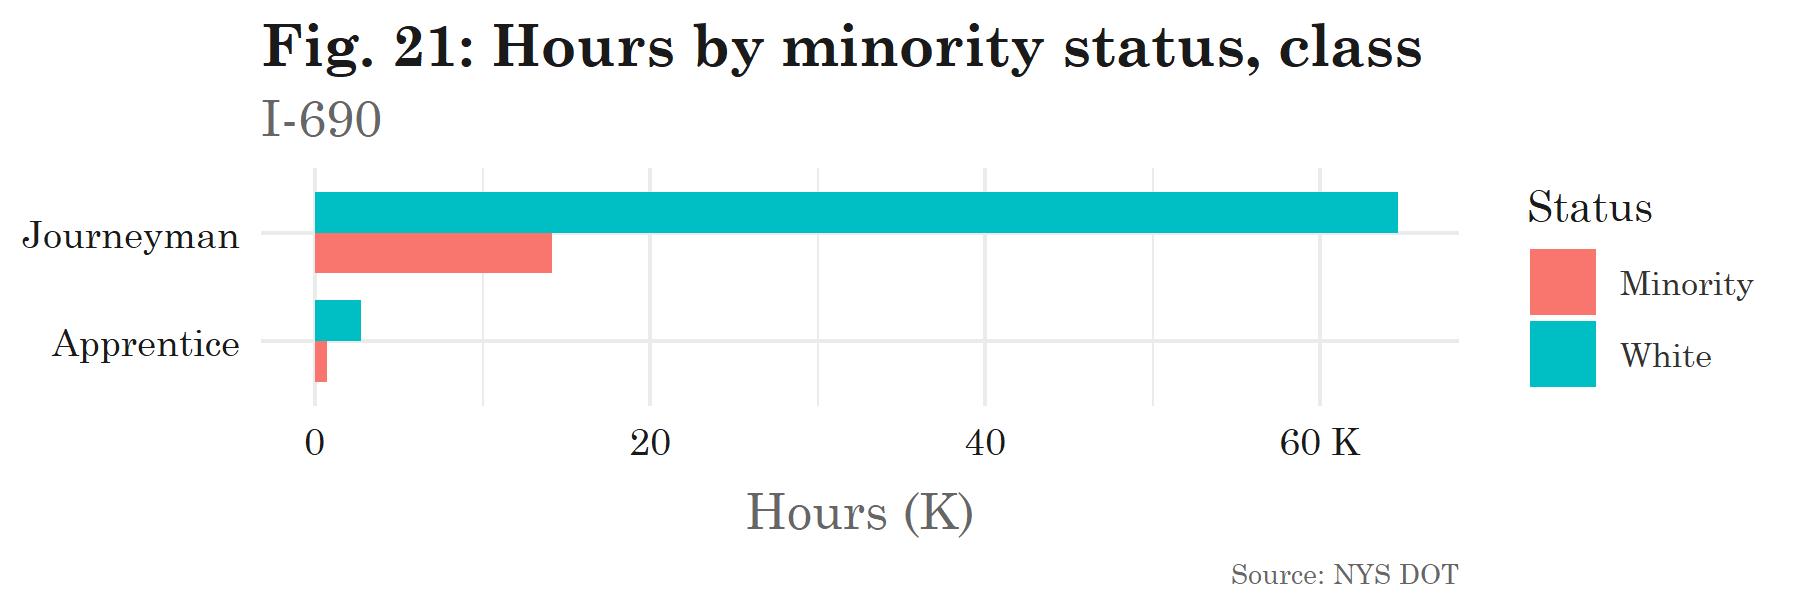 Fig. 21: Hours by minority status, class
I-690
Journeyman
Apprentice
0 20 40 60 K
Hours (K)
Status
Minority
White
Source: NYS DOT